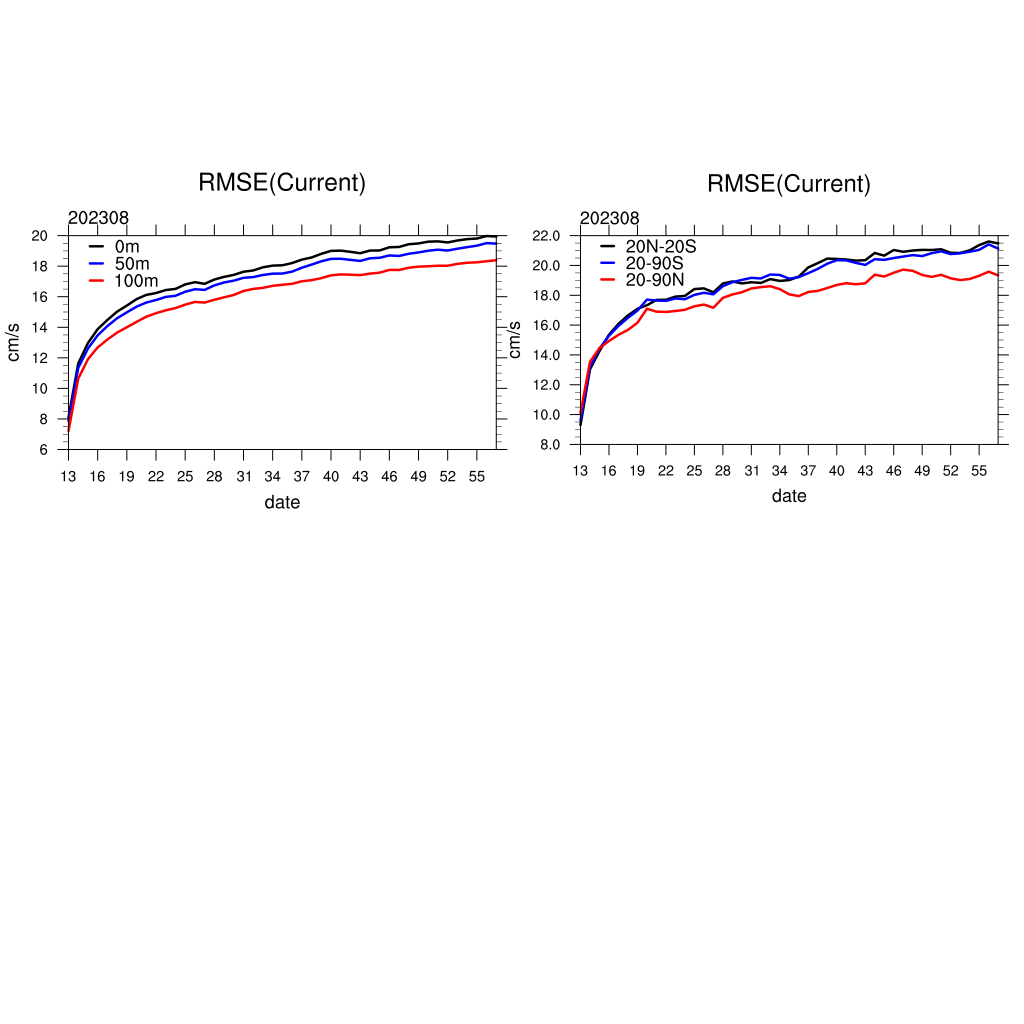 RMSE(Current)
202308
0m
50m
100m
20
18
16
14
12
10
8
6
cm/s
13 16 19 22 25 28 31 34 37 40 43 46 49 52 55
date
RMSE(Current)
202308
20N-20S
20-90S
20-90N
22.0
20.0
18.0
16.0
14.0
12.0
10.0
8.0
cm/s
13 16 19 22 25 28 31 34 37 40 43 46 49 52 55
date